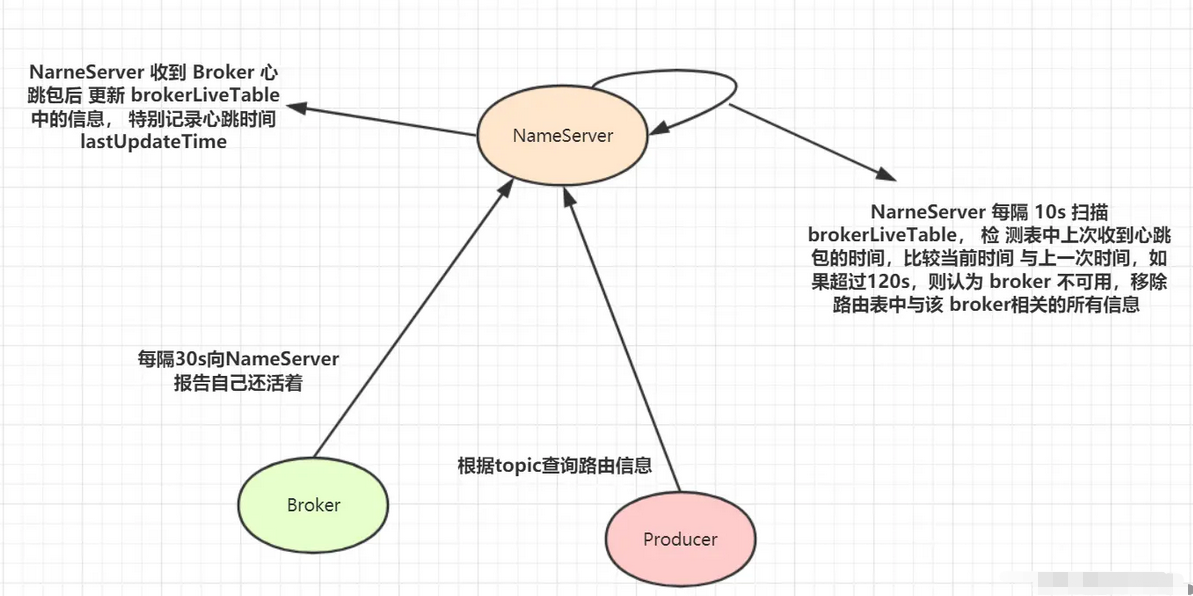 NarneServer 收到 Broker 心
跳包后 更新 brokerLiveTable
中的信息， 特别记录心跳时间
lastUpdateTime
NameServer
NarneServer 每隔 10s 扫描
brokerLiveTable， 检 测表中上次收到心跳
包的时间，比较当前时间 与上一次时间，如
果超过120s，则认为 broker 不可用，移除
路由表中与该 broker相关的所有信息
每隔30s向NameServer
报告自己还活着
根据topic查询路由信息
Broker
Producer